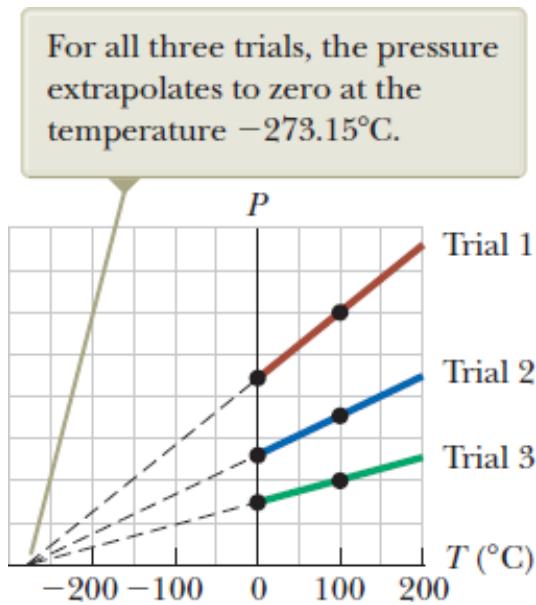 For all three trials, the pressure
extrapolates to zero at the
temperature −273.15°C.
P
Trial 1
Trial 2
Trial 3
T (°C)
−200 −100 0 100 200